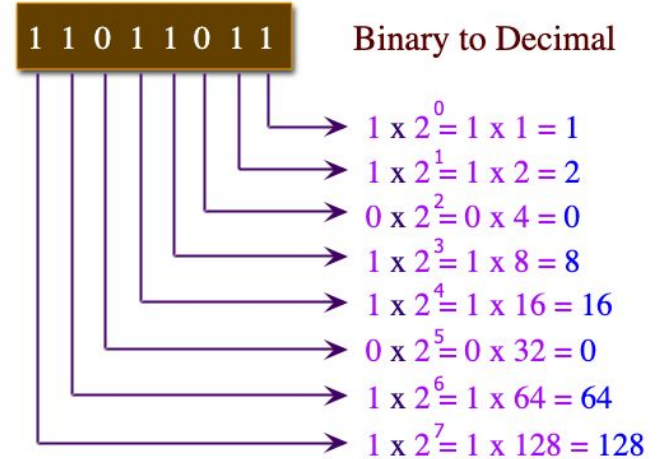 1 1 0 1 1 0 1 1
Binary to Decimal
1 x 2⁰= 1 x 1 = 1
1 x 2¹= 1 x 2 = 2
0 x 2²= 0 x 4 = 0
1 x 2³= 1 x 8 = 8
1 x 2⁴= 1 x 16 = 16
0 x 2⁵= 0 x 32 = 0
1 x 2⁶= 1 x 64 = 64
1 x 2⁷= 1 x 128 = 128